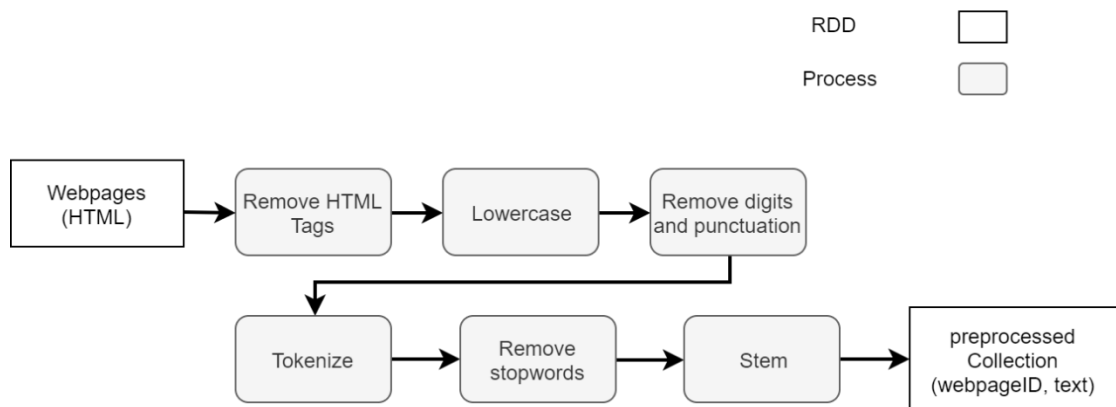 RDD
Process
Webpages
(HTML)
Remove HTML
Tags
Lowercase
Remove digits
and punctuation
Tokenize
Remove
stopwords
Stem
preprocessed
Collection
(webpageID, text)